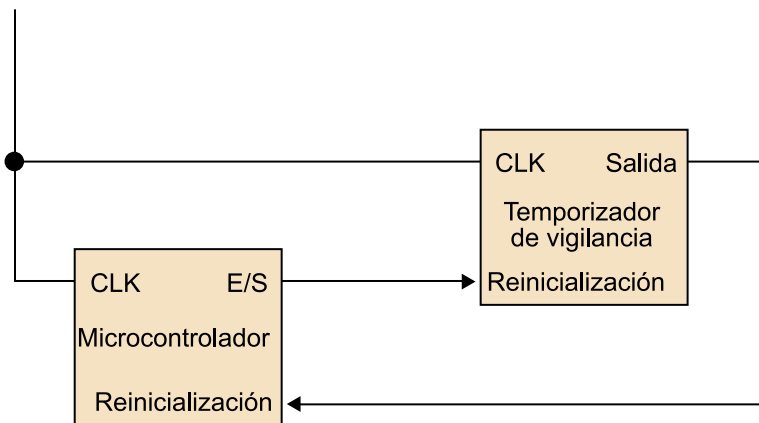 CLK Salida
Temporizador
de vigilancia
Reinicialización
CLK E/S
Microcontrolador
Reinicialización